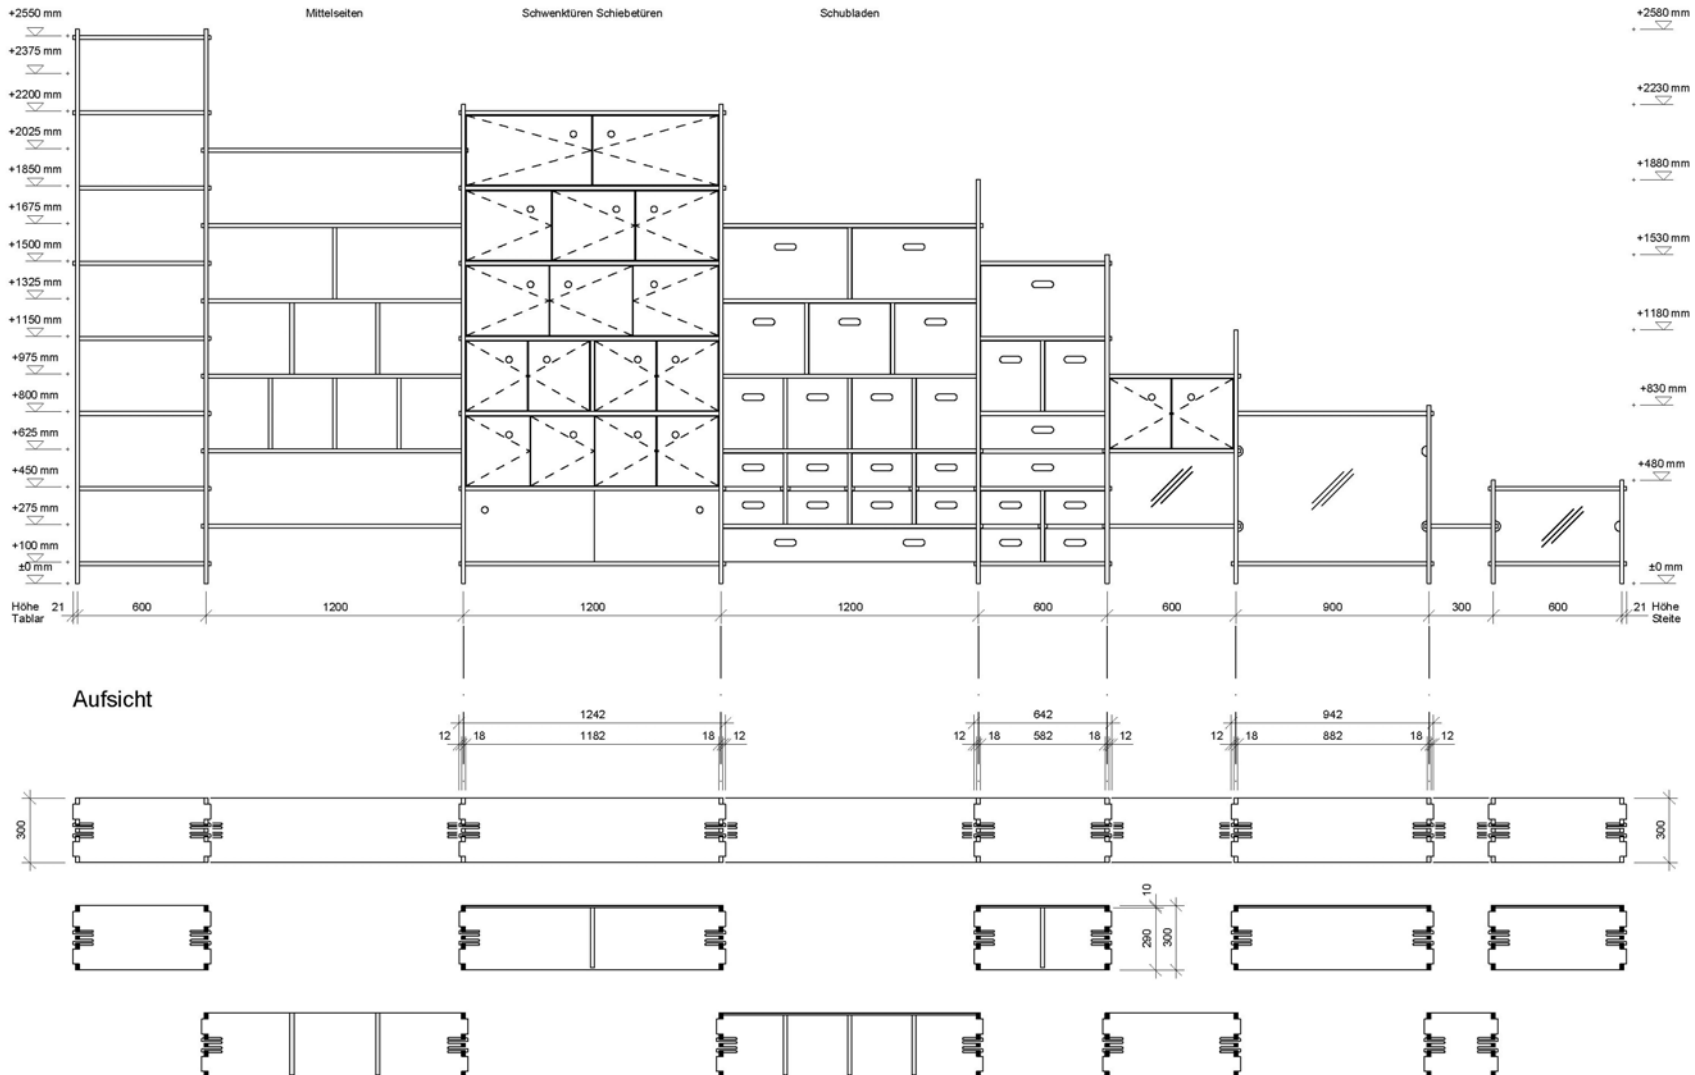 Mittelseiten
Schwenktüren Schiebetüren
Schubladen
+2550 mm
+2375 mm
+2200 mm
+2025 mm
+1850 mm
+1675 mm
+1500 mm
+1325 mm
+1150 mm
+975 mm
+800 mm
+625 mm
+450 mm
+275 mm
+100 mm
±0 mm
+2580 mm
+2230 mm
+1880 mm
+1530 mm
+1180 mm
+830 mm
+480 mm
±0 mm
Höhe Tablar
21 600 1200 1200 1200 600 600 900 300 600 21
Höhe Steite
Aufsicht
1242 642 942
12 18 1182 18 12 12 18 582 18 12 12 18 882 18 12
300 300
10
290 300